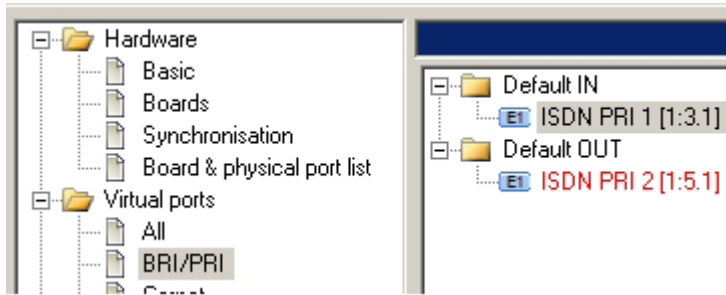 Hardware
Basic
Boards
Synchronisation
Board & physical port list
Virtual ports
All
BRI/PRI
Default IN
E1 ISDN PRI 1 [1:3.1]
Default OUT
E1 ISDN PRI 2 [1:5.1]